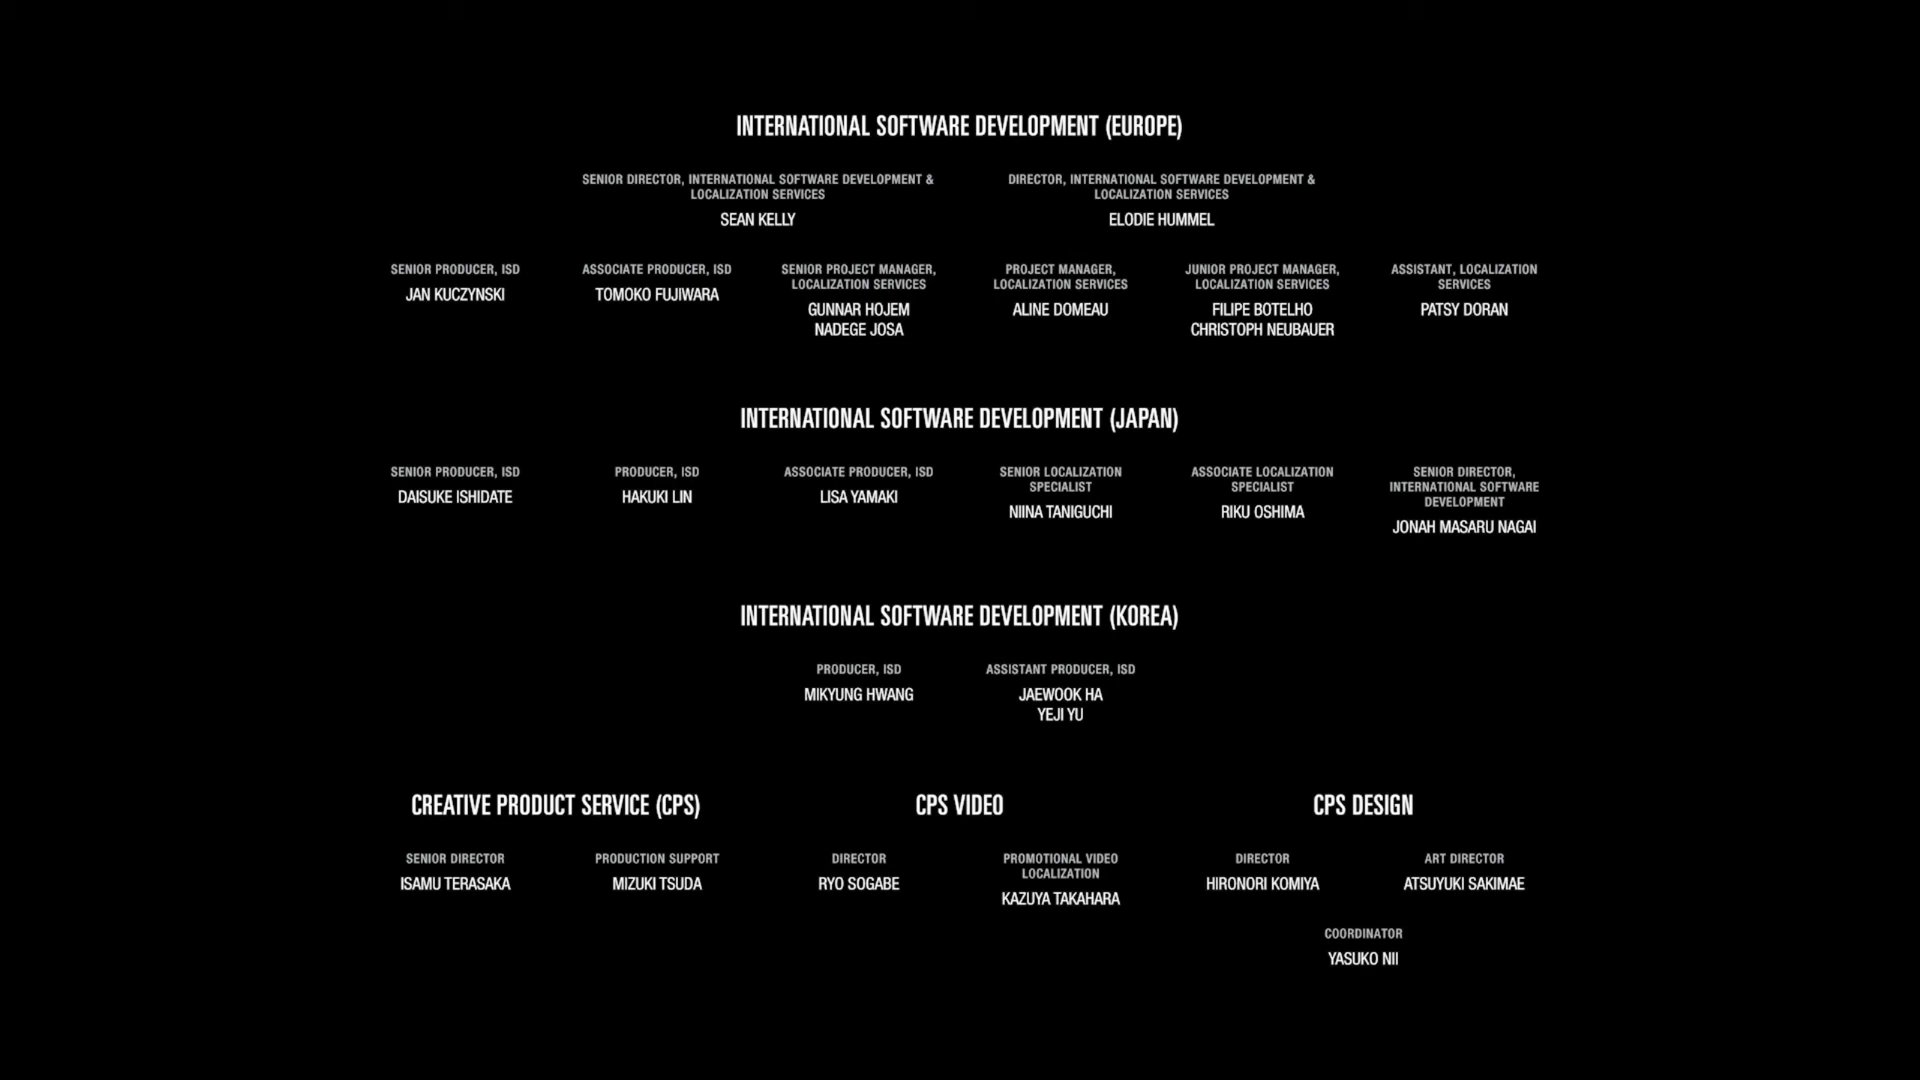 INTERNATIONAL SOFTWARE DEVELOPMENT (EUROPE)
SENIOR DIRECTOR, INTERNATIONAL SOFTWARE DEVELOPMENT &
LOCALIZATION SERVICES
SEAN KELLY
DIRECTOR, INTERNATIONAL SOFTWARE DEVELOPMENT &
LOCALIZATION SERVICES
ELODIE HUMMEL
SENIOR PRODUCER, ISD
JAN KUCZYNSKI
ASSOCIATE PRODUCER, ISD
TOMOKO FUJIWARA
SENIOR PROJECT MANAGER,
LOCALIZATION SERVICES
GUNNAR HOJEM
NADEGE JOSA
PROJECT MANAGER,
LOCALIZATION SERVICES
ALINE DOMEAU
JUNIOR PROJECT MANAGER,
LOCALIZATION SERVICES
FILIPE BOTELHO
CHRISTOPH NEUBAUER
ASSISTANT, LOCALIZATION
SERVICES
PATSY DORAN
INTERNATIONAL SOFTWARE DEVELOPMENT (JAPAN)
SENIOR PRODUCER, ISD
DAISUKE ISHIDATE
PRODUCER, ISD
HAKUKI LIN
ASSOCIATE PRODUCER, ISD
LISA YAMAKI
SENIOR LOCALIZATION
SPECIALIST
NIINA TANIGUCHI
ASSOCIATE LOCALIZATION
SPECIALIST
RIKU OSHIMA
SENIOR DIRECTOR,
INTERNATIONAL SOFTWARE
DEVELOPMENT
JONAH MASARU NAGAI
INTERNATIONAL SOFTWARE DEVELOPMENT (KOREA)
PRODUCER, ISD
MIKYUNG HWANG
ASSISTANT PRODUCER, ISD
JAEWOOK HA
YEJI YU
CREATIVE PRODUCT SERVICE (CPS)
SENIOR DIRECTOR
ISAMU TERASAKA
PRODUCTION SUPPORT
MIZUKI TSUDA
CPS VIDEO
DIRECTOR
RYO SOGABE
PROMOTIONAL VIDEO
LOCALIZATION
KAZUYA TAKAHARA
CPS DESIGN
DIRECTOR
HIRONORI KOMIYA
ART DIRECTOR
ATSUYUKI SAKIMAE
COORDINATOR
YASUKO NII